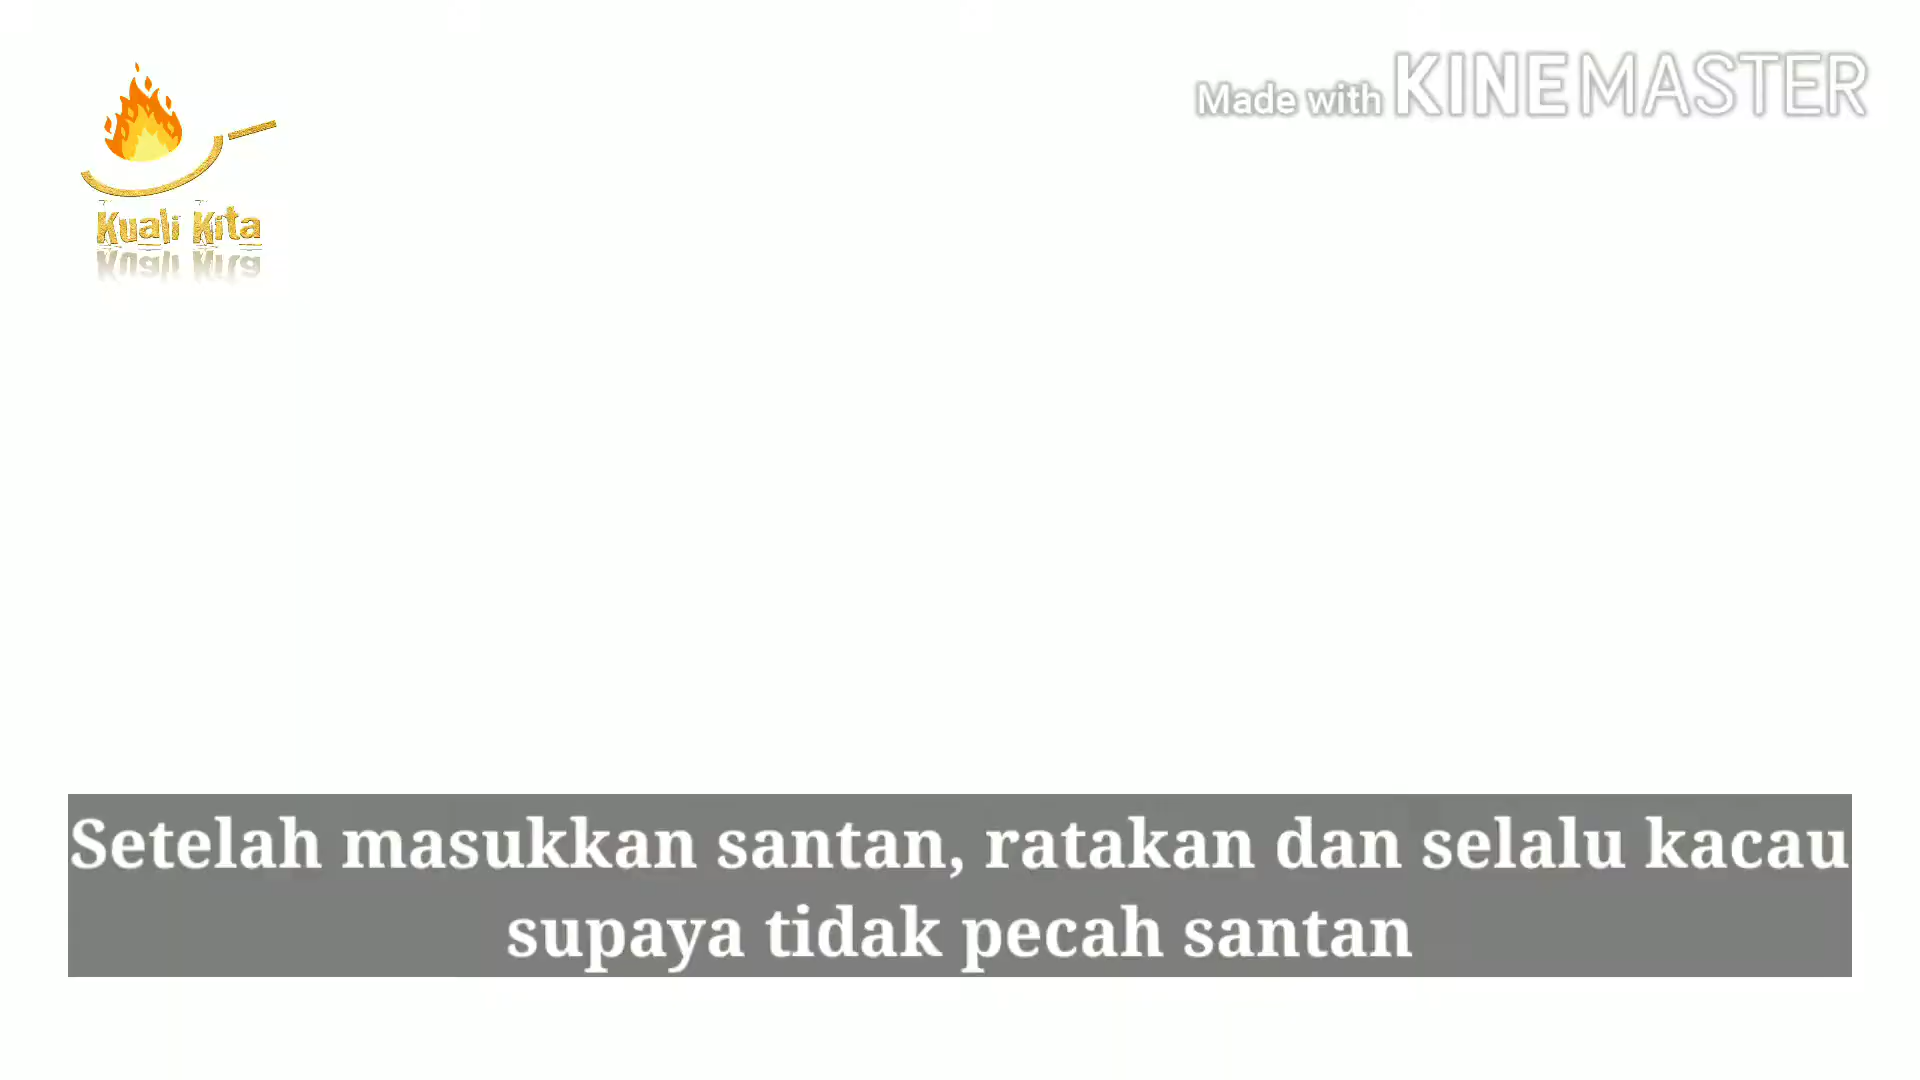 Made with KINEMASTER
Kuali Kita
Setelah masukkan santan, ratakan dan selalu kacau
supaya tidak pecah santan